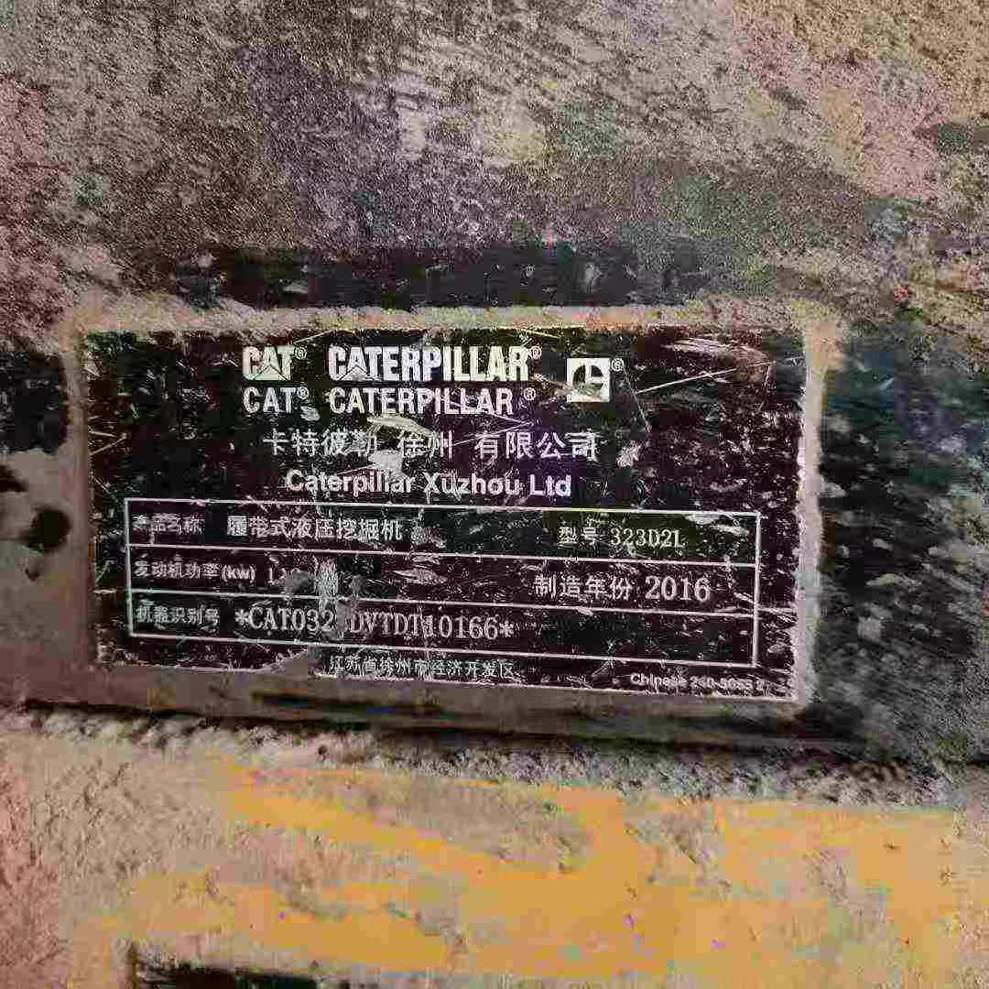 CAT® CATERPILLAR® ®
CAT® CATERPILLAR®
卡特彼勒 徐州 有限公司
Caterpillar Xuzhou Ltd
产品名称 履带式液压挖掘机 型号 323D2L
发动机功率(kw) 制造年份 2016
机器识别号
江苏省徐州市经济开发区
Chinese